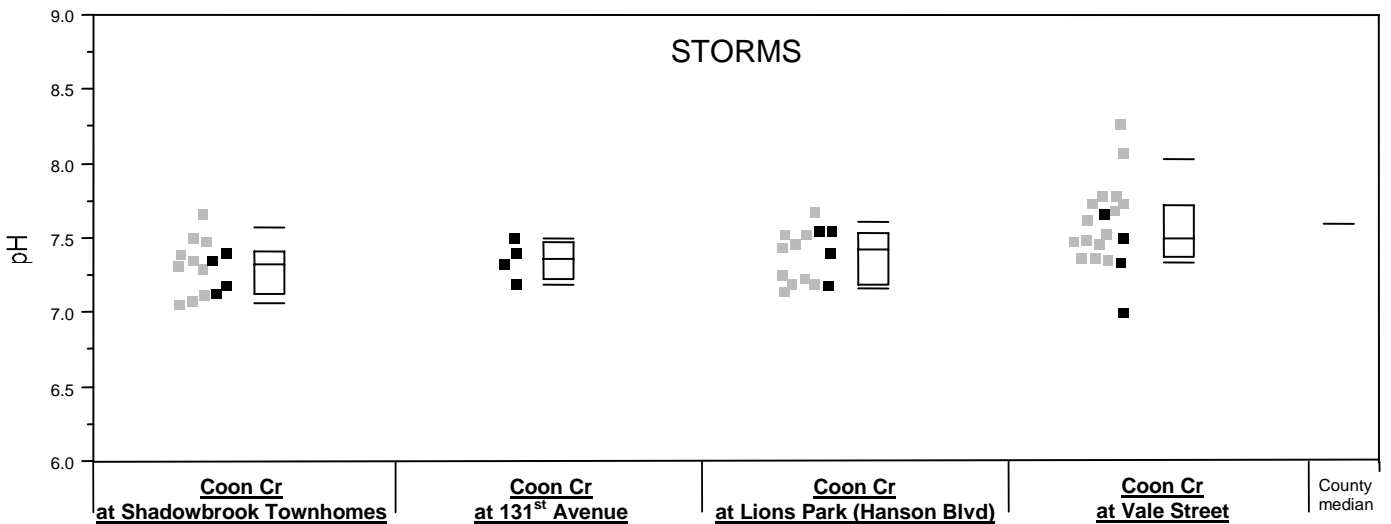 STORMS
pH
9.0
8.5
8.0
7.5
7.0
6.5
6.0
Coon Cr
at Shadowbrook Townhomes
Coon Cr
at 131st Avenue
Coon Cr
at Lions Park (Hanson Blvd)
Coon Cr
at Vale Street
County
median